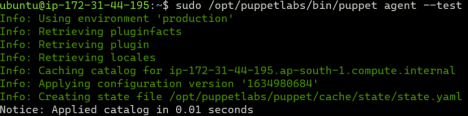 ubuntu@ip-172-31-44-195:~$ sudo /opt/puppetlabs/bin/puppet agent --test
Info: Using environment 'production'
Info: Retrieving pluginfacts
Info: Retrieving plugin
Info: Retrieving locales
Info: Caching catalog for ip-172-31-44-195.ap-south-1.compute.internal
Info: Applying configuration version '1634980684'
Info: Creating state file /opt/puppetlabs/puppet/cache/state/state.yaml
Notice: Applied catalog in 0.01 seconds